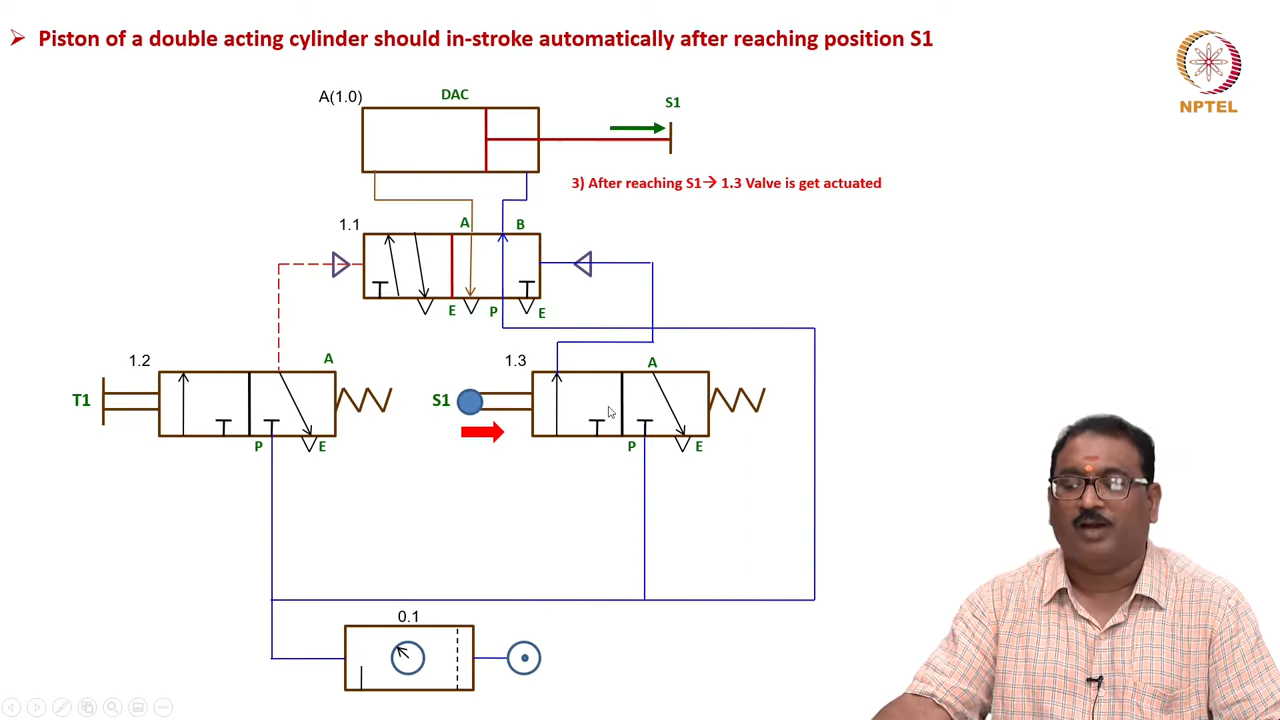 Piston of a double acting cylinder should in-stroke automatically after reaching position S1
NPTEL
A(1.0)
DAC
S1
3) After reaching S1→ 1.3 Valve is get actuated
1.1
A
B
E
P
E
1.2
A
T1
P
E
1.3
A
S1
P
E
0.1